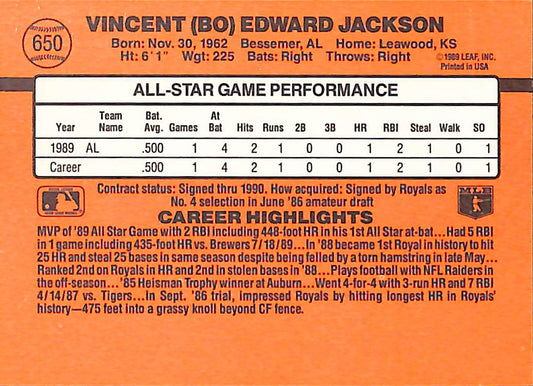 650
VINCENT (BO) EDWARD JACKSON
Born: Nov. 30, 1962 Bessemer, AL Home: Leawood, KS
Ht: 6'1" Wgt: 225 Bats: Right Throws: Right
©1989 LEAF, INC.
Printed in USA
ALL-STAR GAME PERFORMANCE
Year Team Name Bat. Avg. Games At Bat Hits Runs 2B 3B HR RBI Steal Walk SO
1989 AL .500 1 4 2 1 0 0 1 2 1 0 1
Career .500 1 4 2 1 0 0 1 2 1 0 1
Contract status: Signed thru 1990. How acquired: Signed by Royals as
No. 4 selection in June '86 amateur draft
MLB
CAREER HIGHLIGHTS
MVP of '89 All Star Game with 2 RBI including 448-foot HR in his 1st All Star at-bat...Had 5 RBI
in 1 game including 435-foot HR vs. Brewers 7/18/89...In '88 became 1st Royal in history to hit
25 HR and steal 25 bases in same season despite being felled by a torn hamstring in late May...
Ranked 2nd on Royals in HR and 2nd in stolen bases in '88...Plays football with NFL Raiders in
the off-season...'85 Heisman Trophy winner at Auburn...Went 4-for-4 with 3-run HR and 7 RBI
4/14/87 vs. Tigers...In Sept. '86 trial, impressed Royals by hitting longest HR in Royals'
history—475 feet into a grassy knoll beyond CF fence.